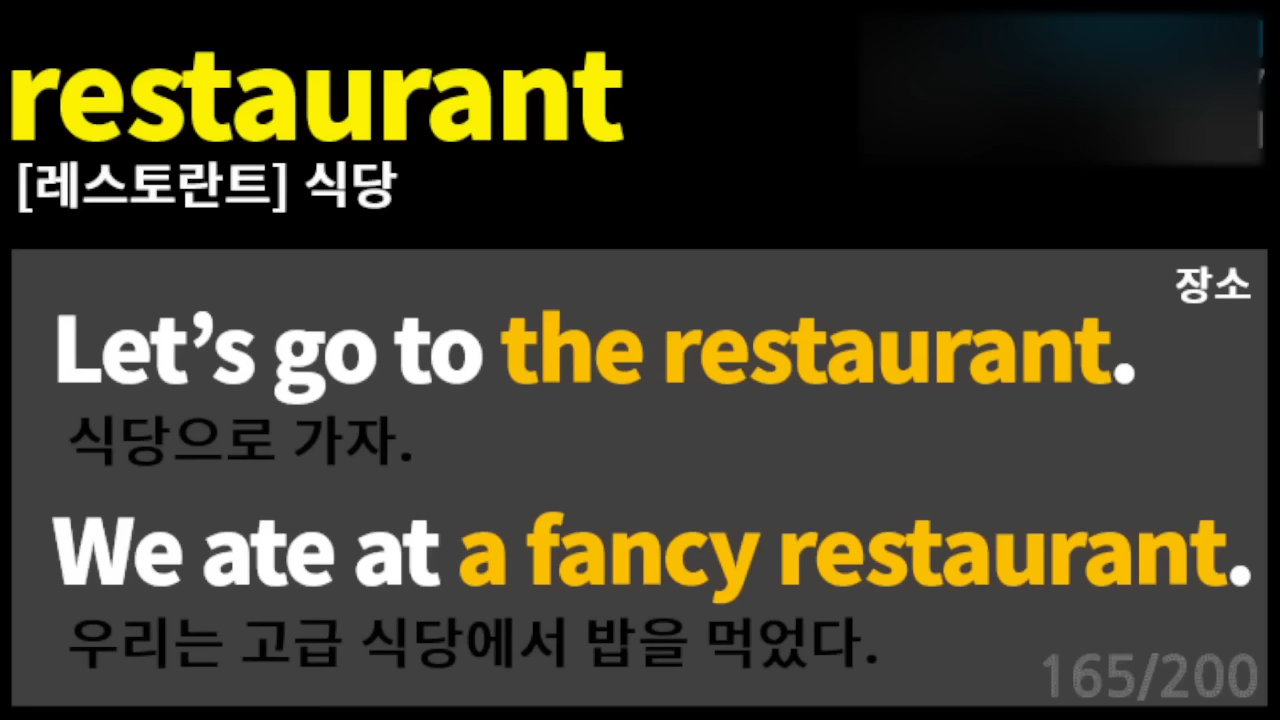 restaurant
[레스토란트] 식당
장소
Let’s go to the restaurant.
식당으로 가자.
We ate at a fancy restaurant.
우리는 고급 식당에서 밥을 먹었다.
165/200